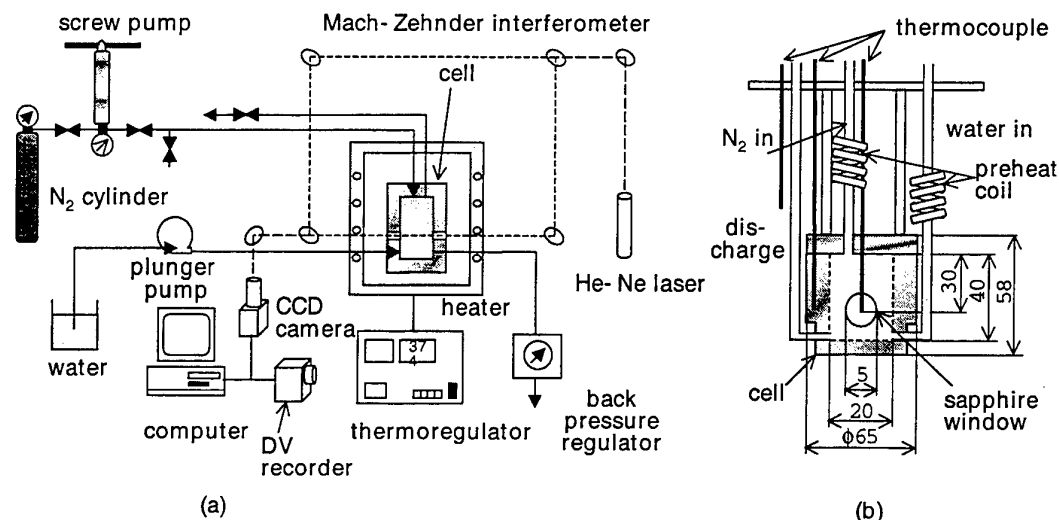 screw pump
Mach- Zehnder interferometer
cell
N2 cylinder
plunger
pump
CCD
camera
heater
He- Ne laser
water
37
4
computer
DV
recorder
thermoregulator
back
pressure
regulator
(a)
thermocouple
N2 in
water in
preheat
coil
dis-
charge
30
40
58
5
20
ϕ65
cell
sapphire
window
(b)